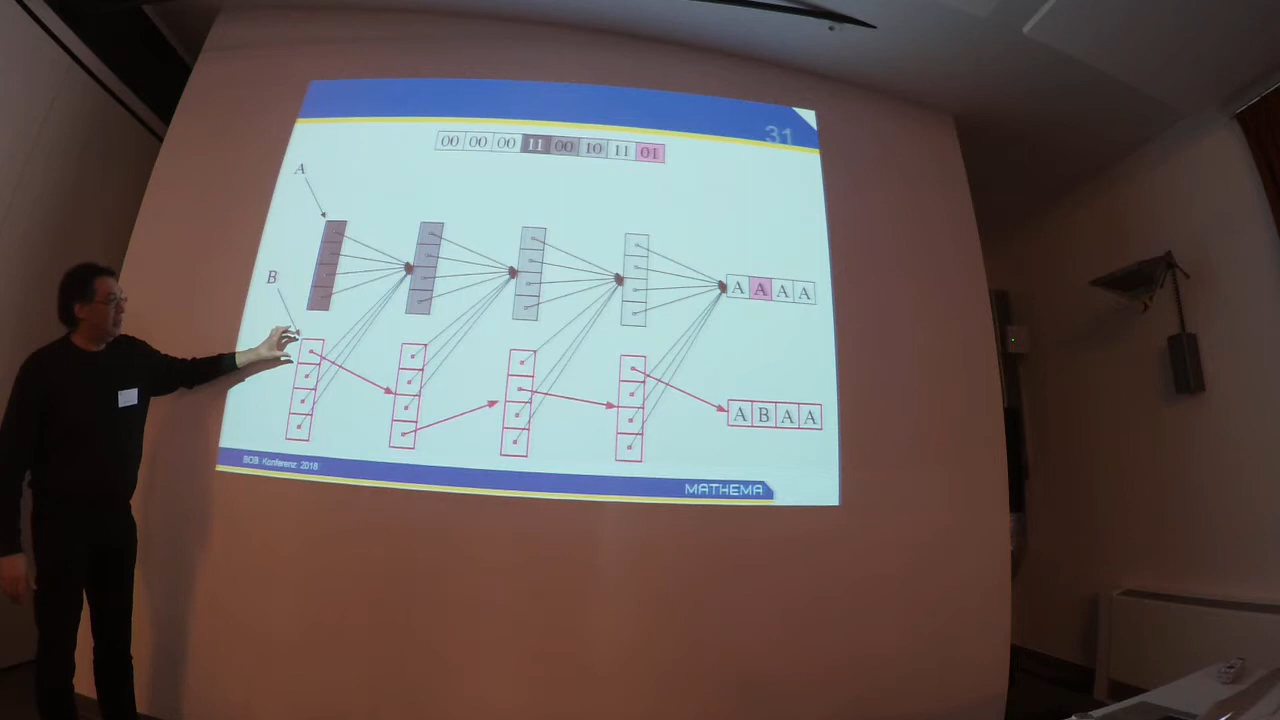 31
00 00 00 11 00 10 11 01
A
B
A A A A
A B A A
BOB Konferenz 2018
MATHEMA